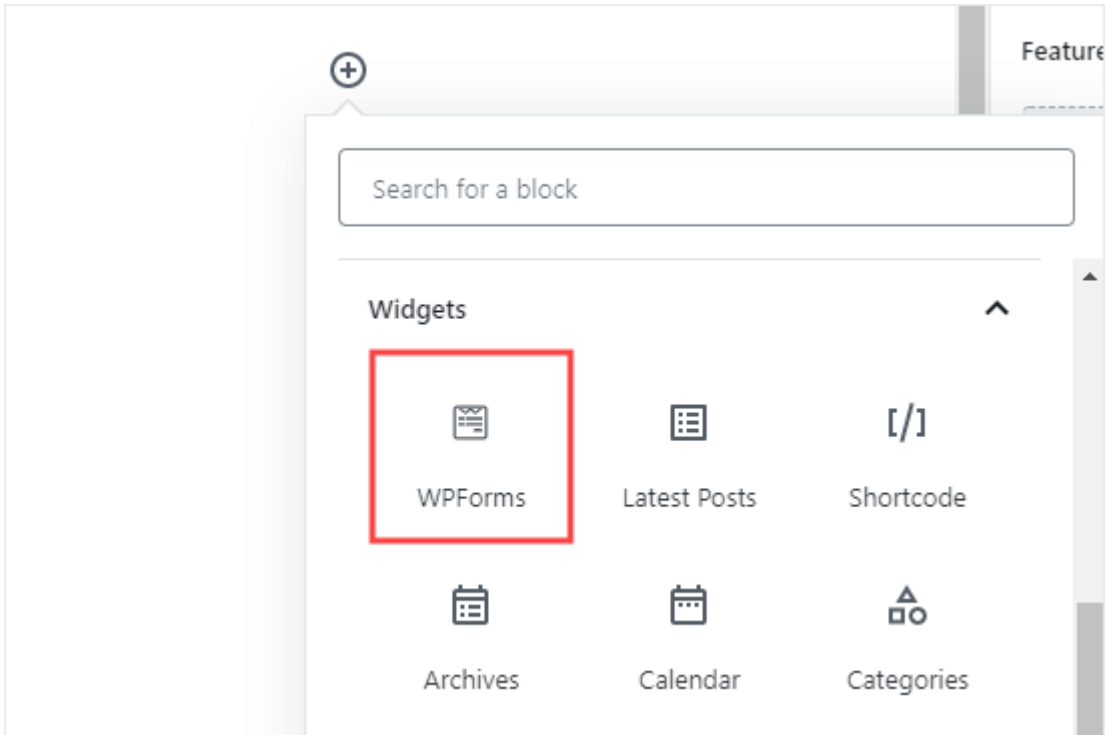 Feature
Search for a block
Widgets
WPForms
Latest Posts
[/] Shortcode
Archives
Calendar
Categories